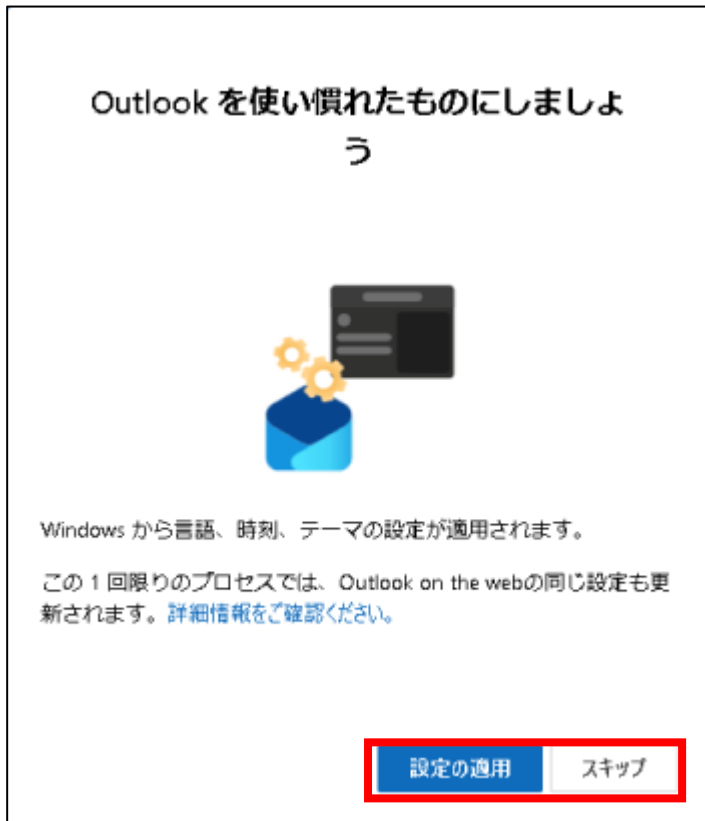 Outlook を使い慣れたものにしましょ
う
Windows から言語、時刻、テーマの設定が適用されます。
この 1 回限りのプロセスでは、Outlook on the webの同じ設定も更
新されます。詳細情報をご確認ください。
設定の適用 スキップ